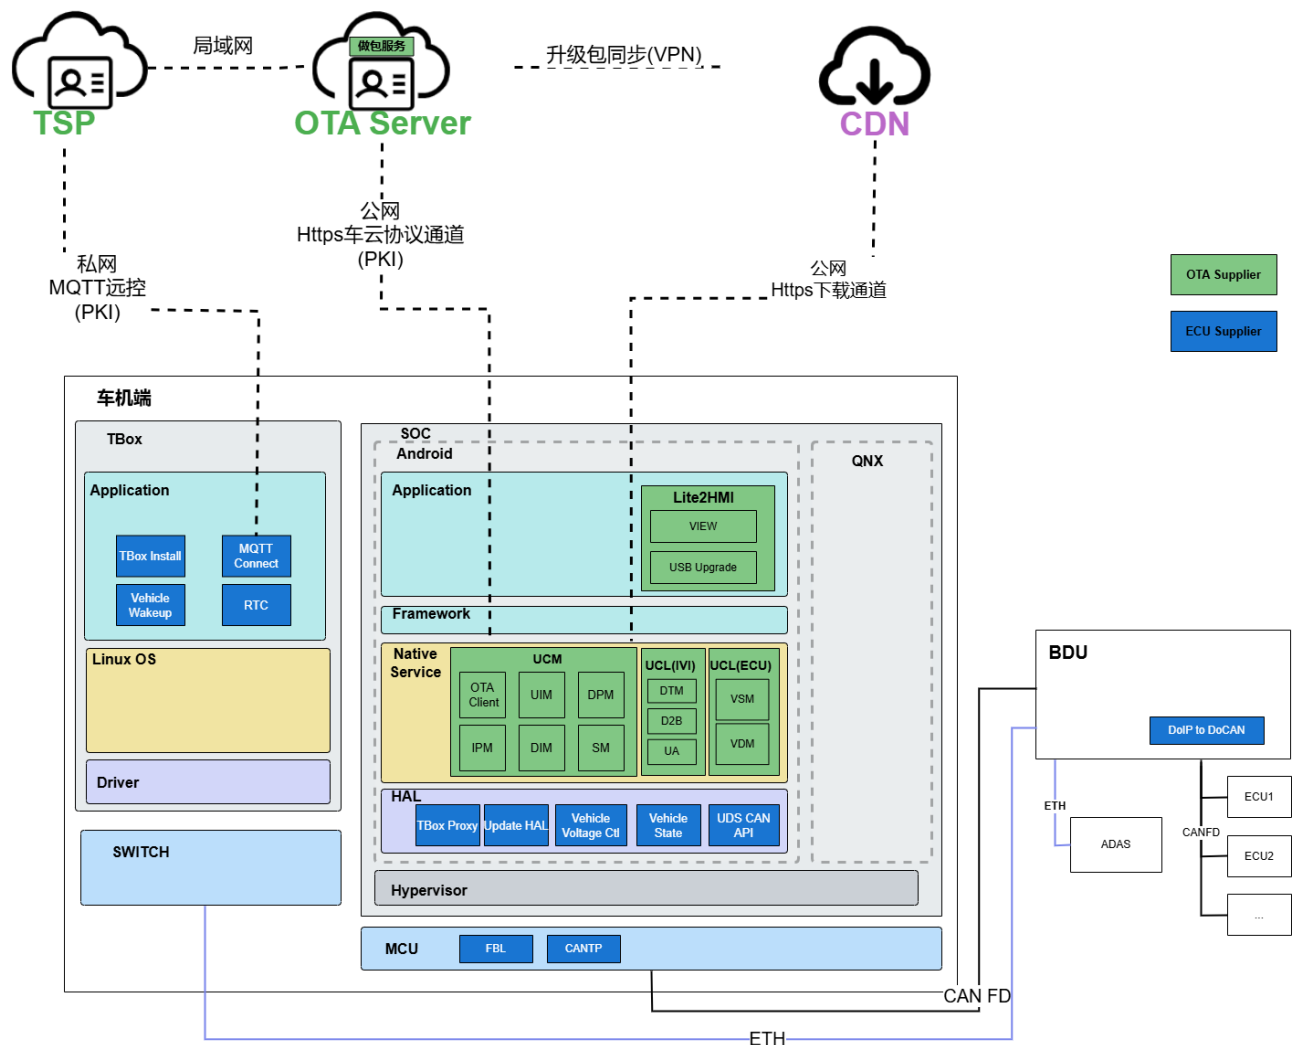 做包服务
局域网
升级包同步(VPN)
TSP
OTA Server
CDN
公网
Https车云协议通道
(PKI)
私网
MQTT远控
(PKI)
公网
Https下载通道
OTA Supplier
ECU Supplier
车机端
TBox
Application
TBox Install
MQTT
Connect
Vehicle
Wakeup
RTC
Linux OS
Driver
SWITCH
SOC
Android
Application
Lite2HMI
VIEW
USB Upgrade
Framework
Native
Service
UCM
OTA
Client
UIM
DPM
IPM
DIM
SM
UCL(IVI)
DTM
D2B
UA
UCL(ECU)
VSM
VDM
HAL
TBox Proxy
Update HAL
Vehicle
Voltage Ctl
Vehicle
State
UDS CAN
API
QNX
Hypervisor
MCU
FBL
CANTP
BDU
DoIP to DoCAN
ETH
ADAS
CANFD
ECU1
ECU2
...
CAN FD
ETH